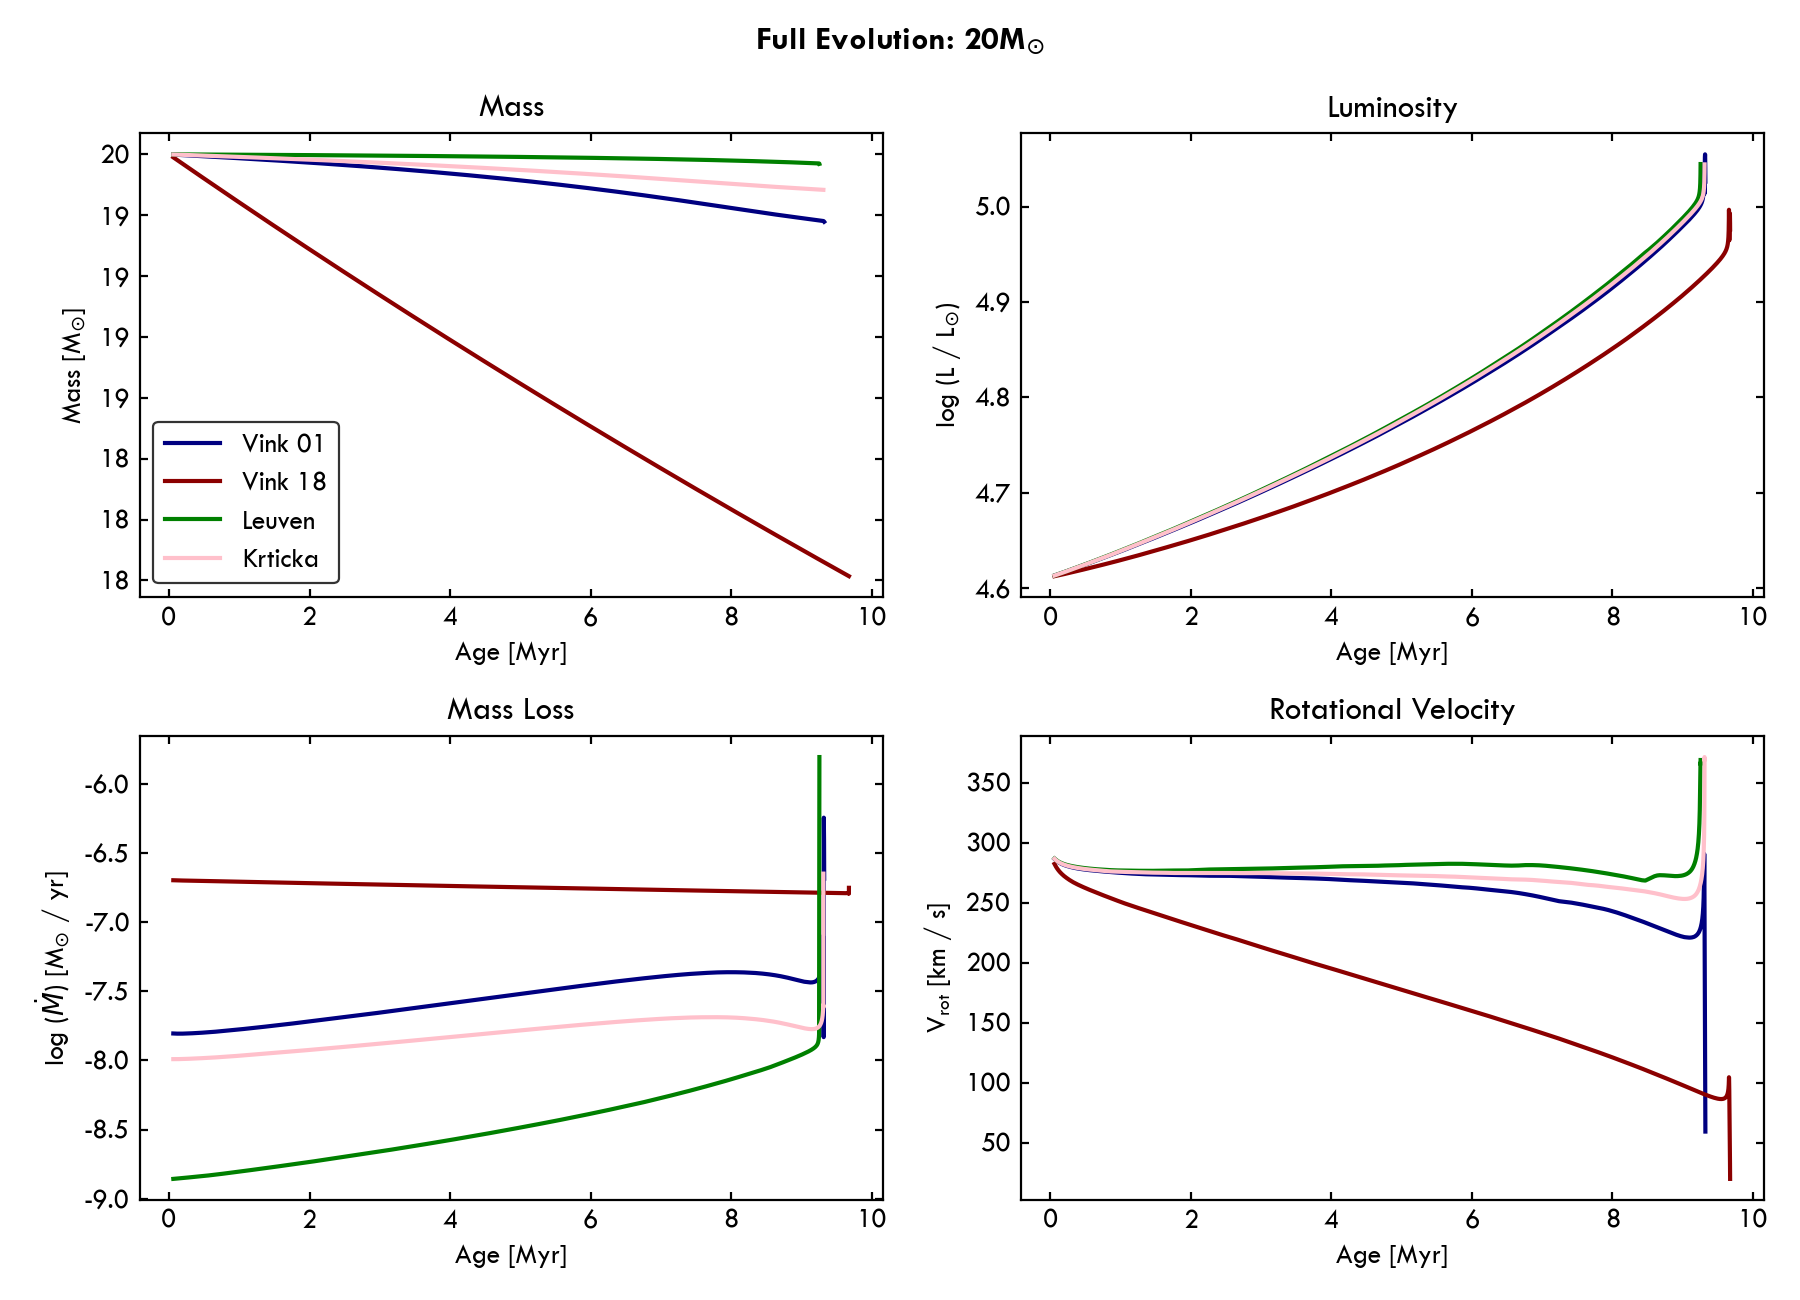 Full Evolution: 20M☉
Mass
20
19
19
19
19
18
18
18
Mass [M☉]
Vink 01
Vink 18
Leuven
Krticka
0 2 4 6 8 10
Age [Myr]
Luminosity
5.0
4.9
4.8
4.7
4.6
log (L / L☉)
0 2 4 6 8 10
Age [Myr]
Mass Loss
-6.0
-6.5
-7.0
-7.5
-8.0
-8.5
-9.0
log (Ṁ) [M☉ / yr]
0 2 4 6 8 10
Age [Myr]
Rotational Velocity
350
300
250
200
150
100
50
V_rot [km / s]
0 2 4 6 8 10
Age [Myr]